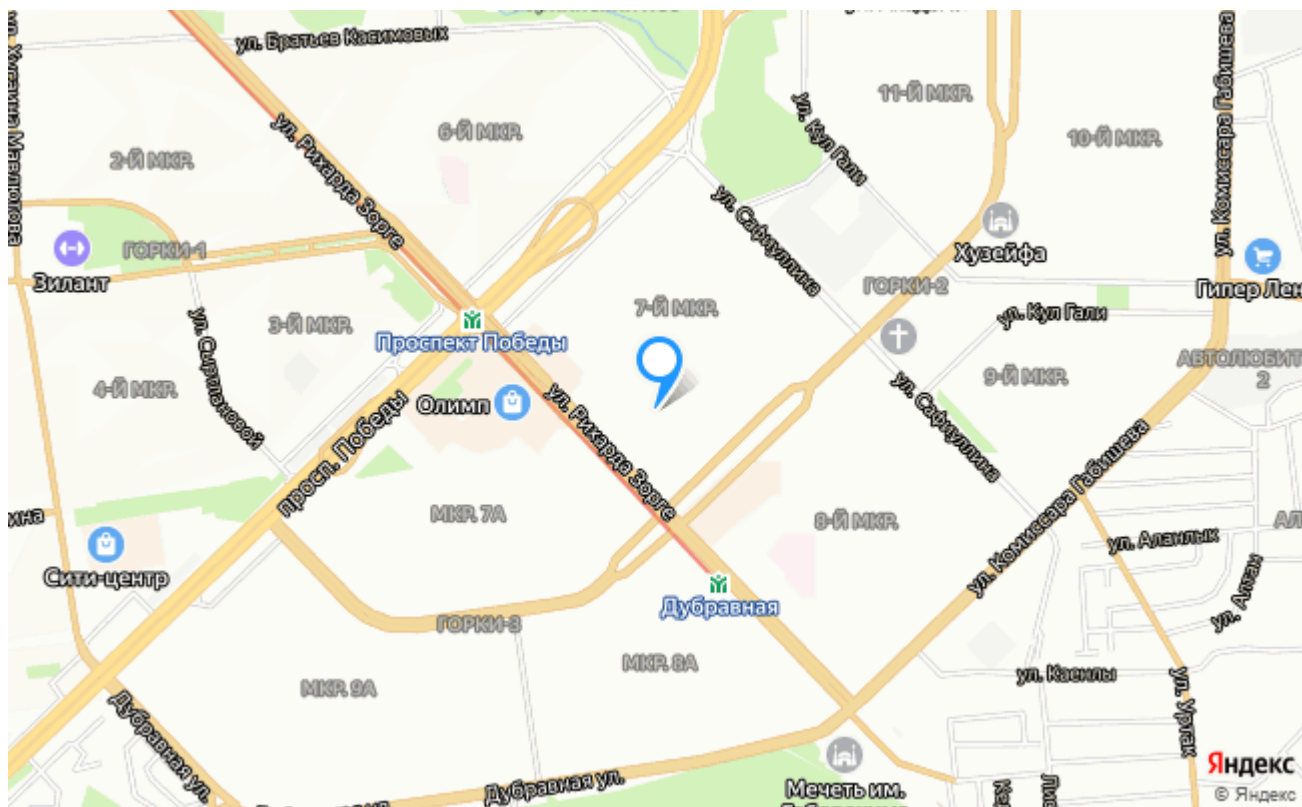 ул. Братьев Касимовых
11-Й МКР.
6-Й МКР.
10-Й МКР.
2-Й МКР.
ул. Кул Гали
ул. Комиссара Габишева
ул. Рихарда Зорге
ул. Сафиуллина
ГОРКИ-1
Зилант
Хузейфа
ГОРКИ-2
Гипер Лен
7-Й МКР.
3-Й МКР.
ул. Кул Гали
ул. Сыртлановой
Проспект Победы
АВТОЛЮБИТ
2
4-Й МКР.
9-Й МКР.
Олимп
ул. Рихарда Зорге
ул. Сафиуллина
просп. Победы
МКР. 7А
8-Й МКР.
ина
АЛ
ул. Комиссара Габишева
ул. Аланлык
Сити-центр
Дубравная
ул. Алтан
ГОРКИ-3
МКР. 8А
МКР. 9А
ул. Каенлы
ул. Уртак
Дубравная ул.
Дубравная ул.
Мечеть им.
Яндекс
© Яндекс